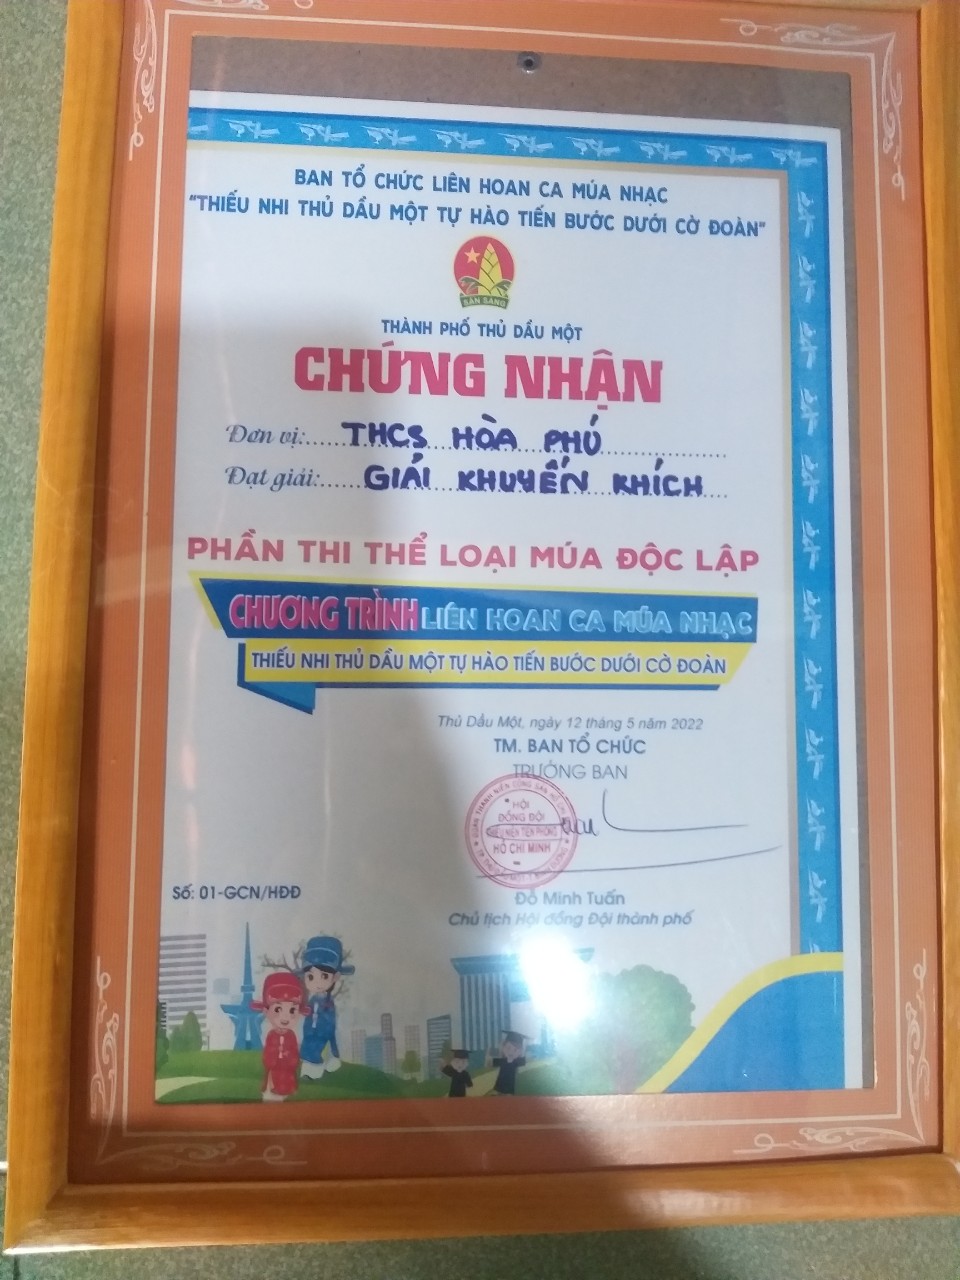 BAN TỔ CHỨC LIÊN HOAN CA MÚA NHẠC
"THIẾU NHI THỦ DẦU MỘT TỰ HÀO TIẾN BƯỚC DƯỚI CỜ ĐOÀN"
SẴN SÀNG
THÀNH PHỐ THỦ DẦU MỘT
CHỨNG NHẬN
Đơn vị:.....THCS HÒA PHÚ
Đạt giải:.....GIẢI KHUYẾN KHÍCH
PHẦN THI THỂ LOẠI MÚA ĐỘC LẬP
CHƯƠNG TRÌNH LIÊN HOAN CA MÚA NHẠC
THIẾU NHI THỦ DẦU MỘT TỰ HÀO TIẾN BƯỚC DƯỚI CỜ ĐOÀN
Thủ Dầu Một, ngày 12 tháng 5 năm 2022
TM. BAN TỔ CHỨC
TRƯỞNG BAN
HỘI
ĐỒNG ĐỘI
THIẾU NIÊN TIỀN PHONG
HỒ CHÍ MINH
Số: 01-GCN/HĐĐ
Đỗ Minh Tuấn
Chủ tịch Hội đồng Đội thành phố